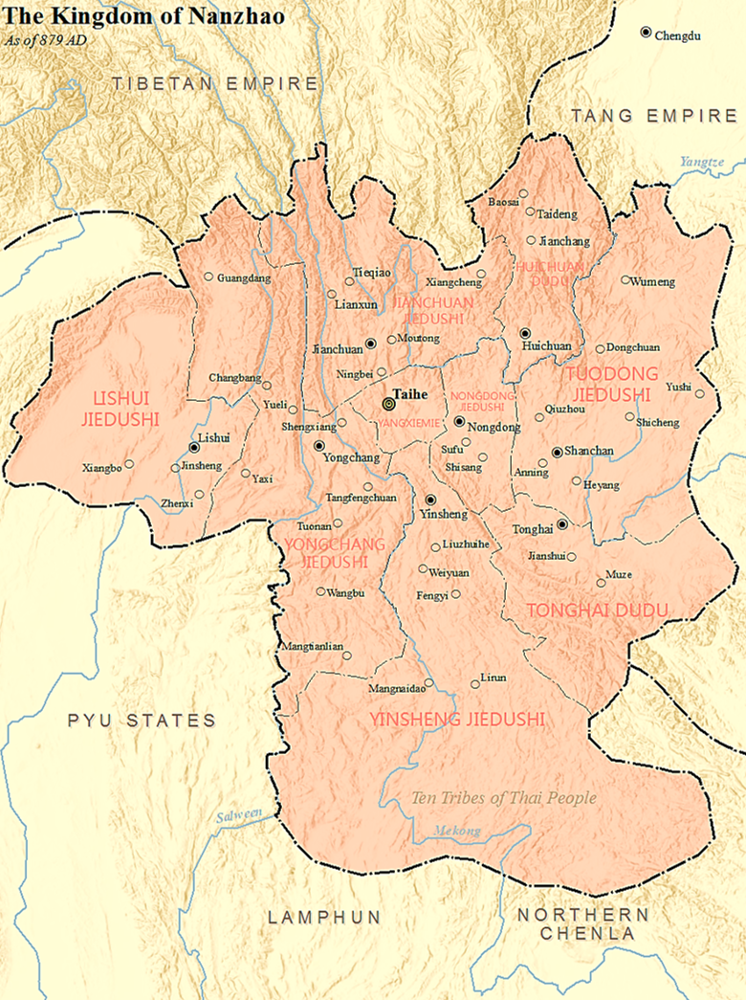 The Kingdom of Nanzhao
As of 879 AD
Chengdu
TIBETAN EMPIRE
TANG EMPIRE
Yangtze
Baosai
Taideng
Jianchang
HUICHUAN
DUDU
Guangdang
Tieqiao
Xiangcheng
Wumeng
Lianxun
JIANCHUAN
JIEDUSHI
Jianchuan
Moutong
Huichuan
Dongchuan
Ningbei
TUODONG
JIEDUSHI
Changbang
Yushi
LISHUI
JIEDUSHI
Taihe
NONGDONG
JIEDUSHI
Yueli
Qiuzhou
Shengxiang
YANGXIEMIE
Nongdong
Shicheng
Lishui
Sufu
Shanchan
Yongchang
Xiangbo
Jinsheng
Shisang
Anning
Yaxi
Heyang
Zhenxi
Tangfengchuan
Yinsheng
Tuonan
Tonghai
YONGCHANG
JIEDUSHI
Liuzhuihe
Jianshui
Weiyuan
Muze
Wangbu
Fengyi
TONGHAI DUDU
Mangtianlian
Lirun
Mangnaidao
PYU STATES
YINSHENG JIEDUSHI
Ten Tribes of Thai People
Salween
Mekong
LAMPHUN
NORTHERN
CHENLA